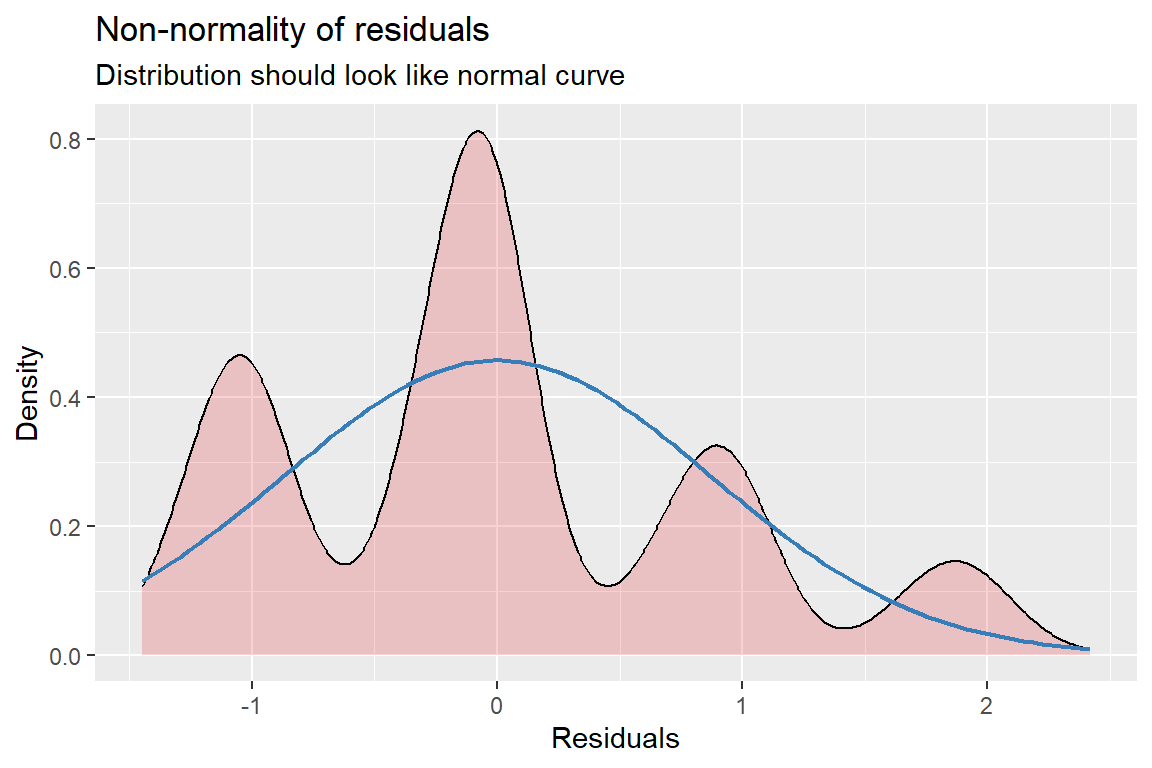 Non-normality of residuals
Distribution should look like normal curve
Density
0.8
0.6
0.4
0.2
0.0
-1
0
1
2
Residuals